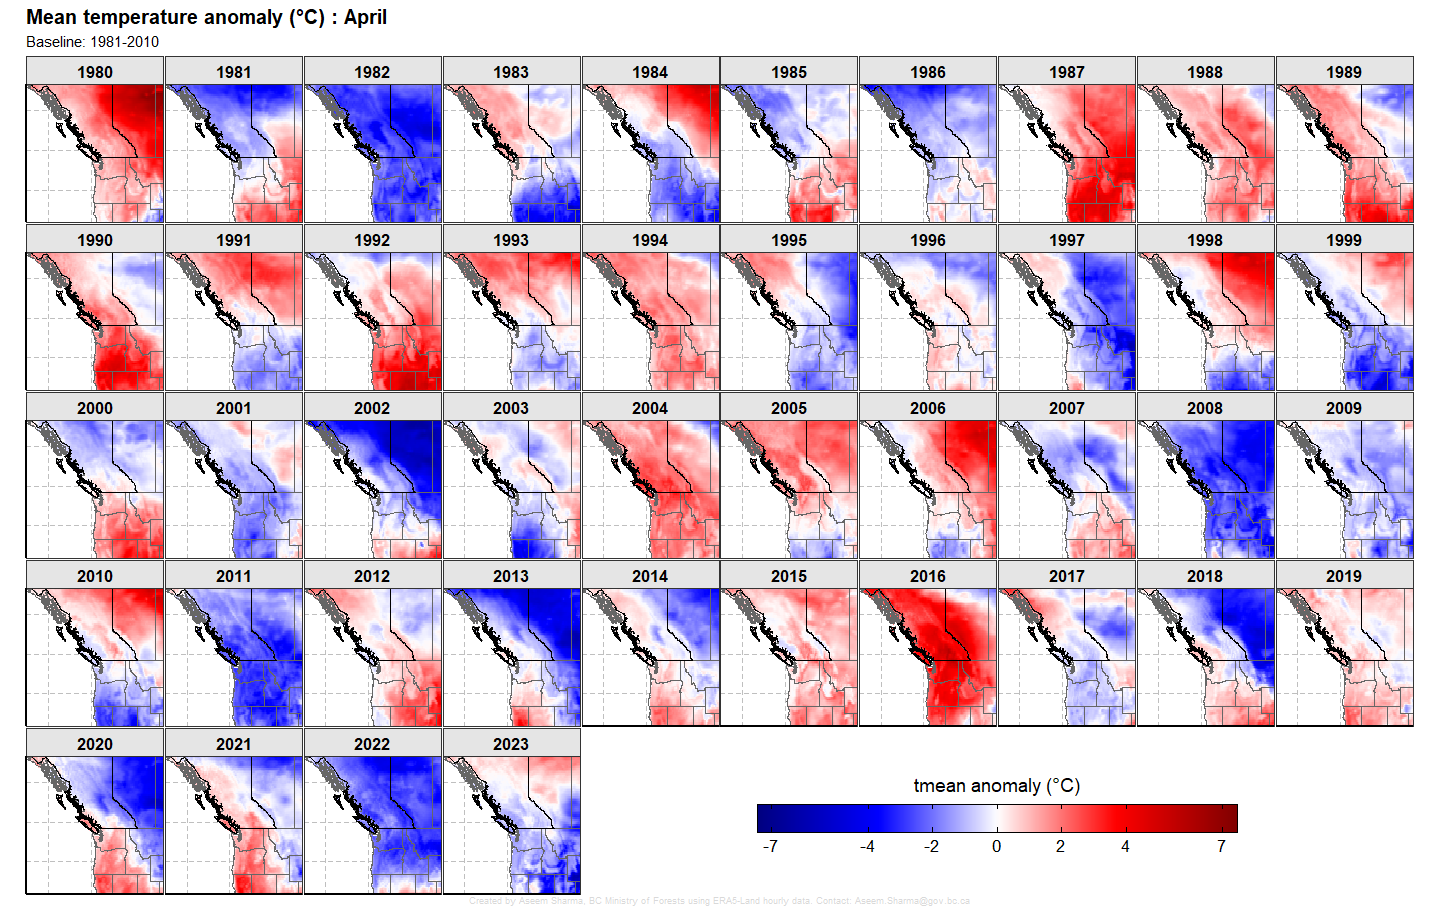 Mean temperature anomaly (°C) : April
Baseline: 1981-2010
1980 1981 1982 1983 1984 1985 1986 1987 1988 1989
1990 1991 1992 1993 1994 1995 1996 1997 1998 1999
2000 2001 2002 2003 2004 2005 2006 2007 2008 2009
2010 2011 2012 2013 2014 2015 2016 2017 2018 2019
2020 2021 2022 2023
tmean anomaly (°C)
-7 -4 -2 0 2 4 7
Created by Aseem Sharma, BC Ministry of Forests using ERA5-Land hourly data. Contact: Aseem.Sharma@gov.bc.ca